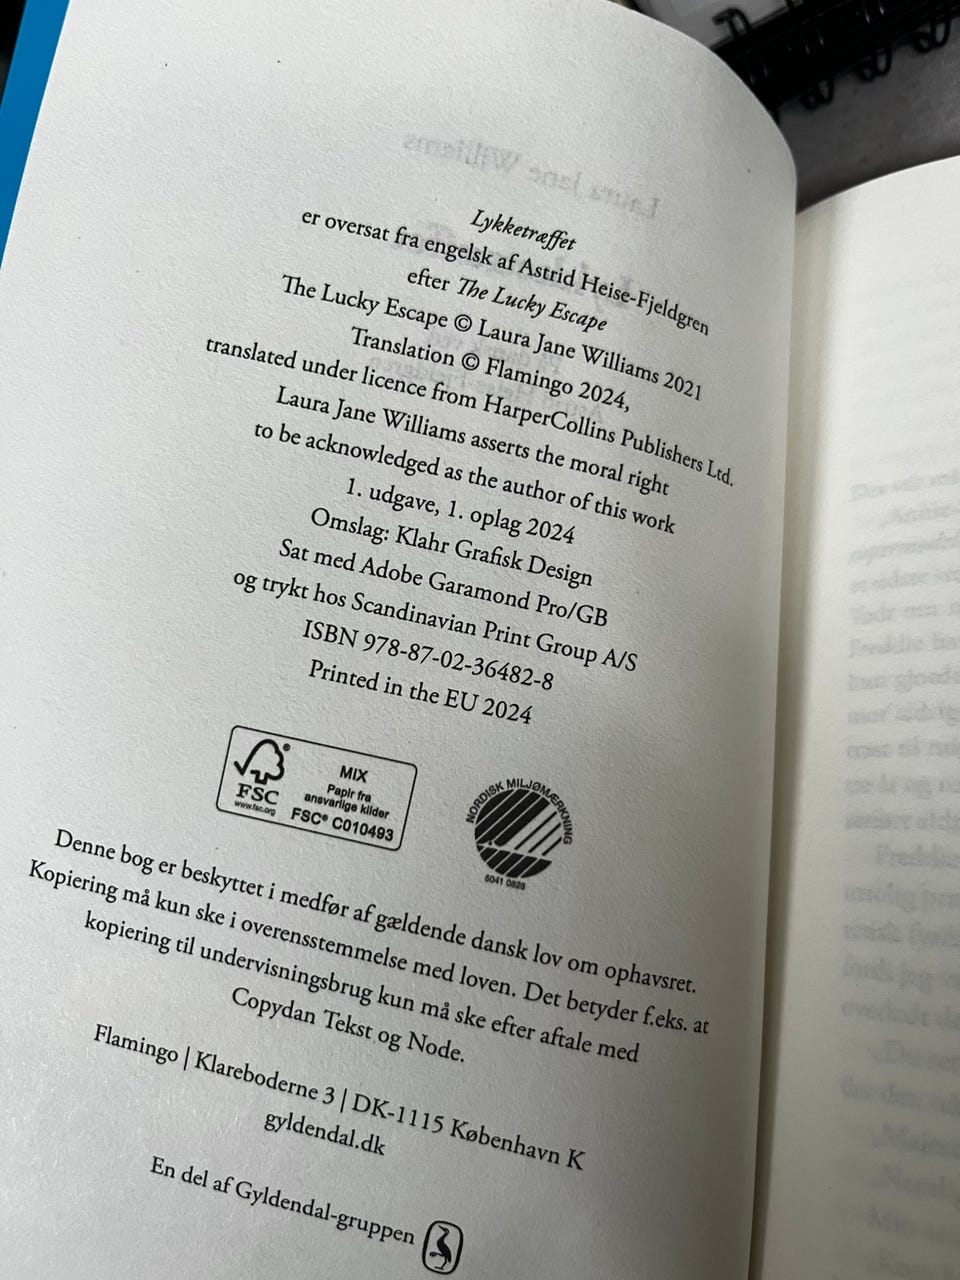 Lykketræffet
er oversat fra engelsk af Astrid Heise-Fjeldgren
efter The Lucky Escape
The Lucky Escape © Laura Jane Williams 2021
Translation © Flamingo 2024,
translated under licence from HarperCollins Publishers Ltd.
Laura Jane Williams asserts the moral right
to be acknowledged as the author of this work
1. udgave, 1. oplag 2024
Omslag: Klahr Grafisk Design
Sat med Adobe Garamond Pro/GB
og trykt hos Scandinavian Print Group A/S
ISBN 978-87-02-36482-8
Printed in the EU 2024
FSC
www.fsc.org
MIX
Papir fra
ansvarlige kilder
FSC® C010493
NORDISK MILJØMÆRKNING
5041 0826
Denne bog er beskyttet i medfør af gældende dansk lov om ophavsret.
Kopiering må kun ske i overensstemmelse med loven. Det betyder f.eks. at
kopiering til undervisningsbrug kun må ske efter aftale med
Copydan Tekst og Node.
Flamingo | Klareboderne 3 | DK-1115 København K
gyldendal.dk
En del af Gyldendal-gruppen